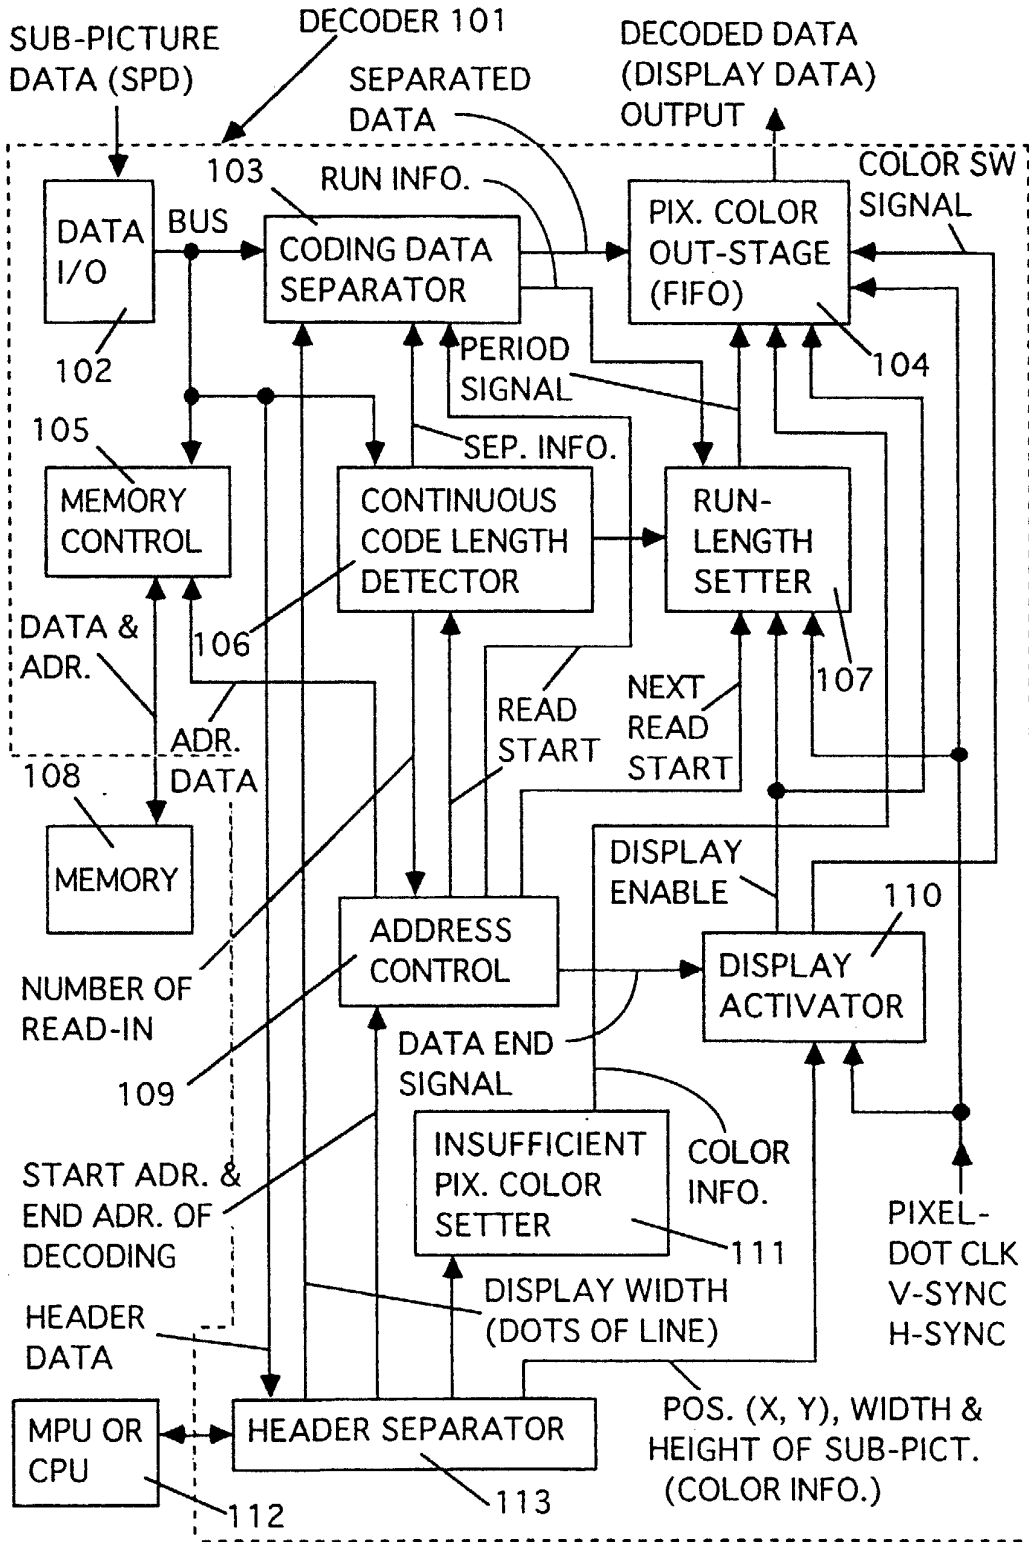 DECODER 101
SUB-PICTURE
DATA (SPD)
SEPARATED
DATA
DECODED DATA
(DISPLAY DATA)
OUTPUT
COLOR SW
SIGNAL
103
RUN INFO.
DATA
I/O
BUS
CODING DATA
SEPARATOR
PIX. COLOR
OUT-STAGE
(FIFO)
102
PERIOD
SIGNAL
104
105
SEP. INFO.
MEMORY
CONTROL
CONTINUOUS
CODE LENGTH
DETECTOR
RUN-
LENGTH
SETTER
DATA &
ADR.
106
107
ADR.
DATA
READ
START
NEXT
READ
START
108
MEMORY
DISPLAY
ENABLE
110
ADDRESS
CONTROL
DISPLAY
ACTIVATOR
NUMBER OF
READ-IN
109
DATA END
SIGNAL
START ADR. &
END ADR. OF
DECODING
INSUFFICIENT
PIX. COLOR
SETTER
COLOR
INFO.
111
PIXEL-
DOT CLK
V-SYNC
H-SYNC
DISPLAY WIDTH
(DOTS OF LINE)
HEADER
DATA
MPU OR
CPU
HEADER SEPARATOR
POS. (X, Y), WIDTH &
HEIGHT OF SUB-PICT.
(COLOR INFO.)
112
113